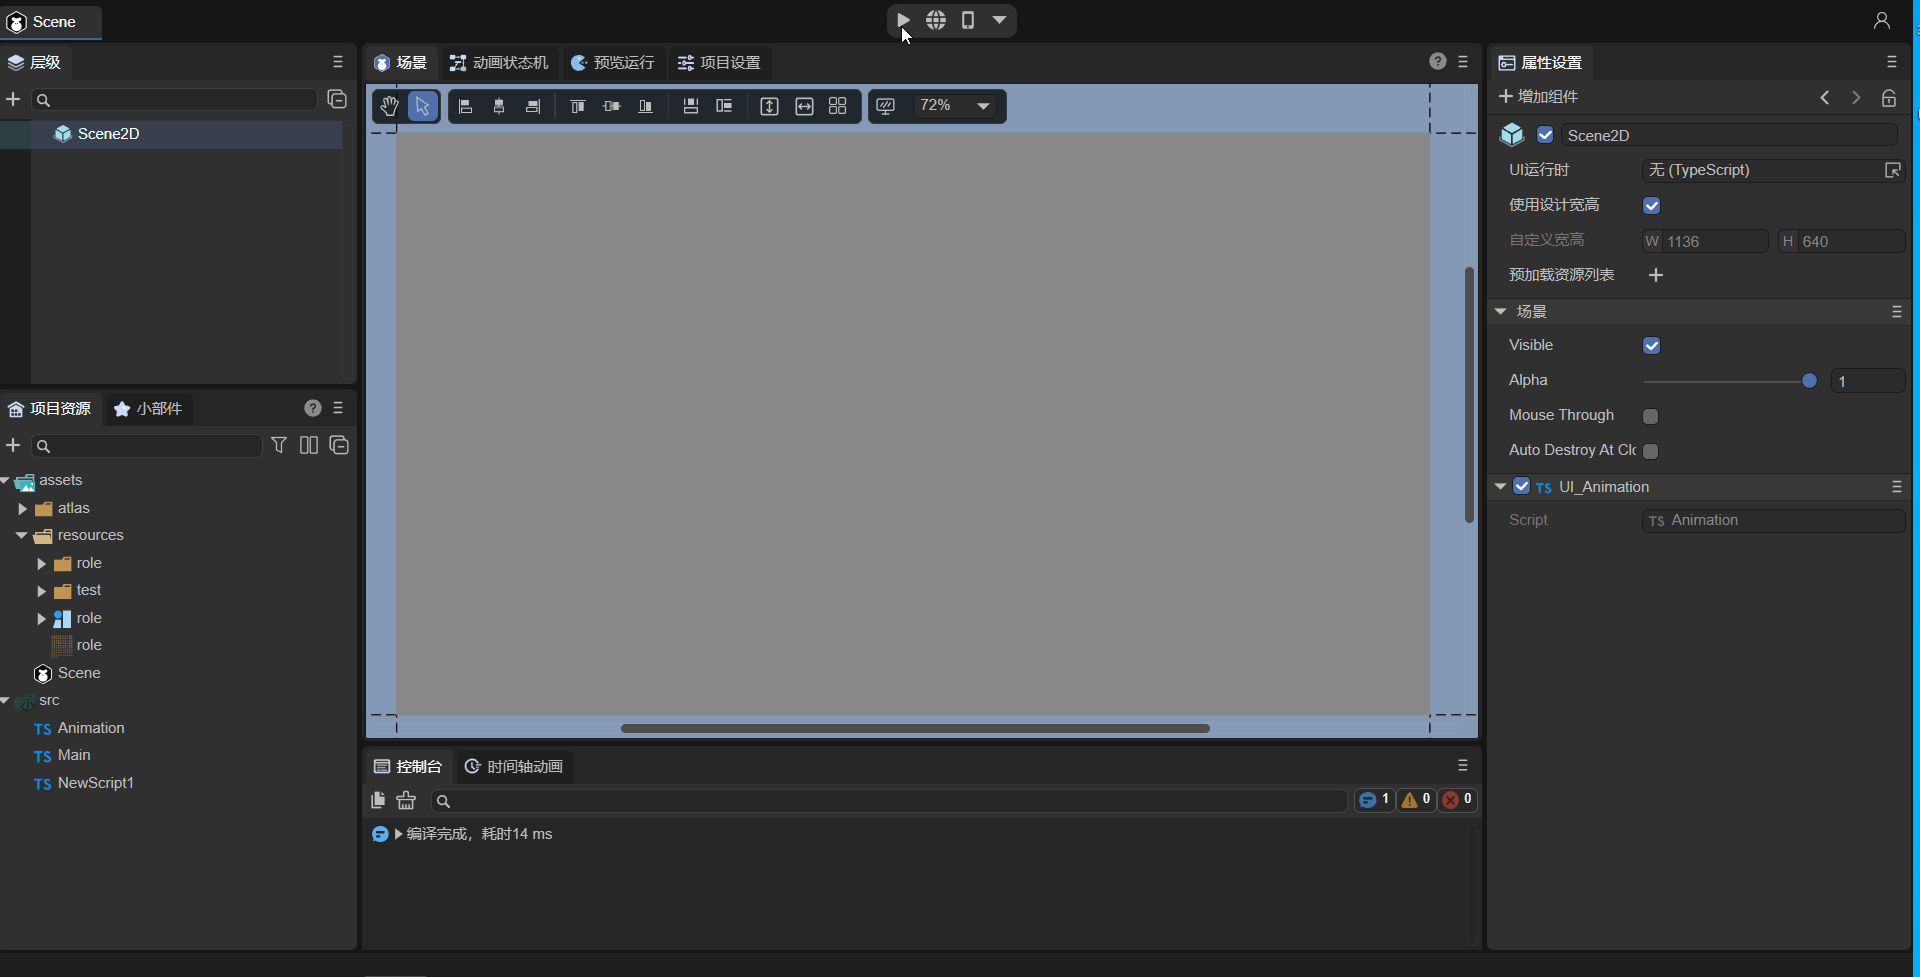 Scene
层级
Scene2D
项目资源 小部件
assets
atlas
resources
role
test
role
role
Scene
src
TS Animation
TS Main
TS NewScript1
场景 动画状态机 预览运行 项目设置
72%
控制台 时间轴动画
1 0 0
编译完成，耗时14 ms
属性设置
增加组件
Scene2D
UI运行时 无 (TypeScript)
使用设计宽高
自定义宽高 W 1136 H 640
预加载资源列表
场景
Visible
Alpha 1
Mouse Through
Auto Destroy At Clo
TS UI_Animation
Script TS Animation